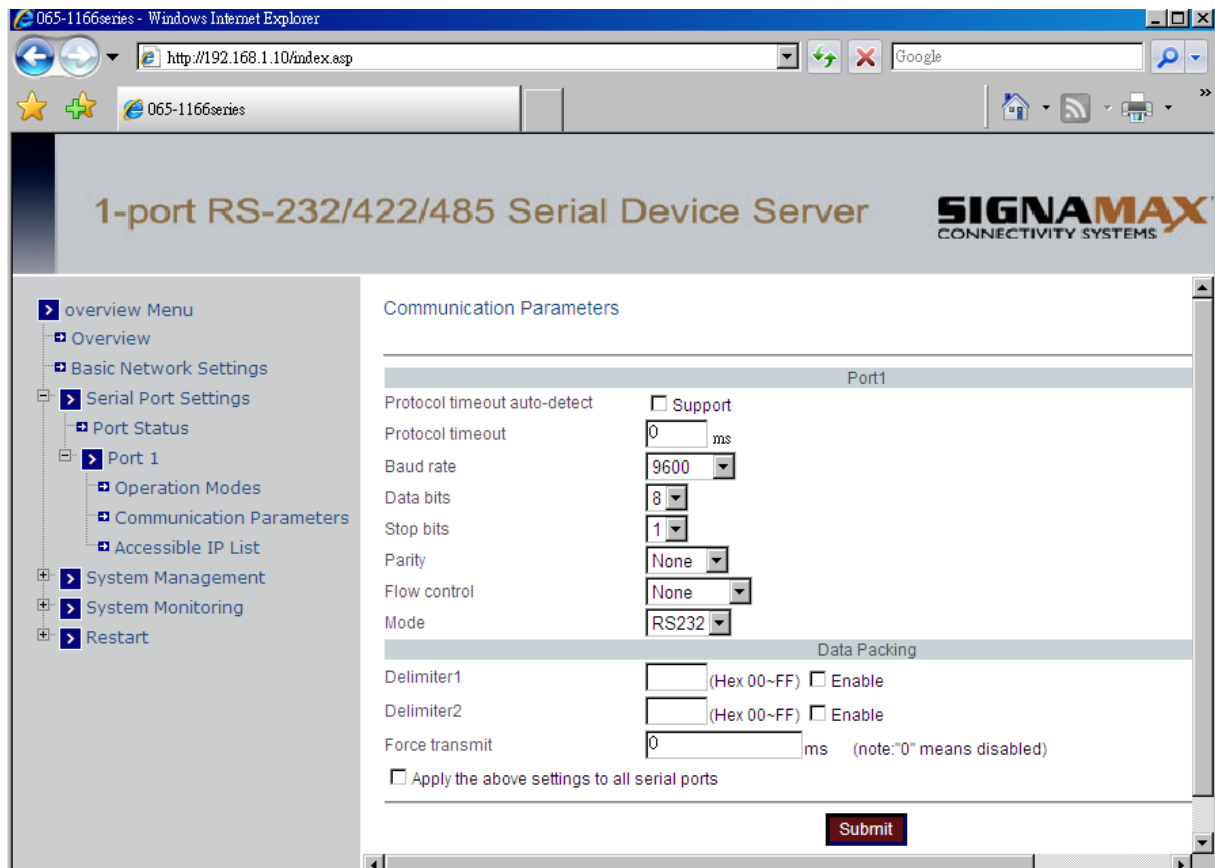 065-1166series - Windows Internet Explorer
http://192.168.1.10/index.asp
Google
065-1166series
»
1-port RS-232/422/485 Serial Device Server
SIGNAMAX
CONNECTIVITY SYSTEMS
overview Menu
Overview
Basic Network Settings
Serial Port Settings
Port Status
Port 1
Operation Modes
Communication Parameters
Accessible IP List
System Management
System Monitoring
Restart
Communication Parameters
Port1
Protocol timeout auto-detect Support
Protocol timeout 0 ms
Baud rate 9600
Data bits 8
Stop bits 1
Parity None
Flow control None
Mode RS232
Data Packing
Delimiter1 (Hex 00~FF) Enable
Delimiter2 (Hex 00~FF) Enable
Force transmit 0 ms (note:"0" means disabled)
Apply the above settings to all serial ports
Submit